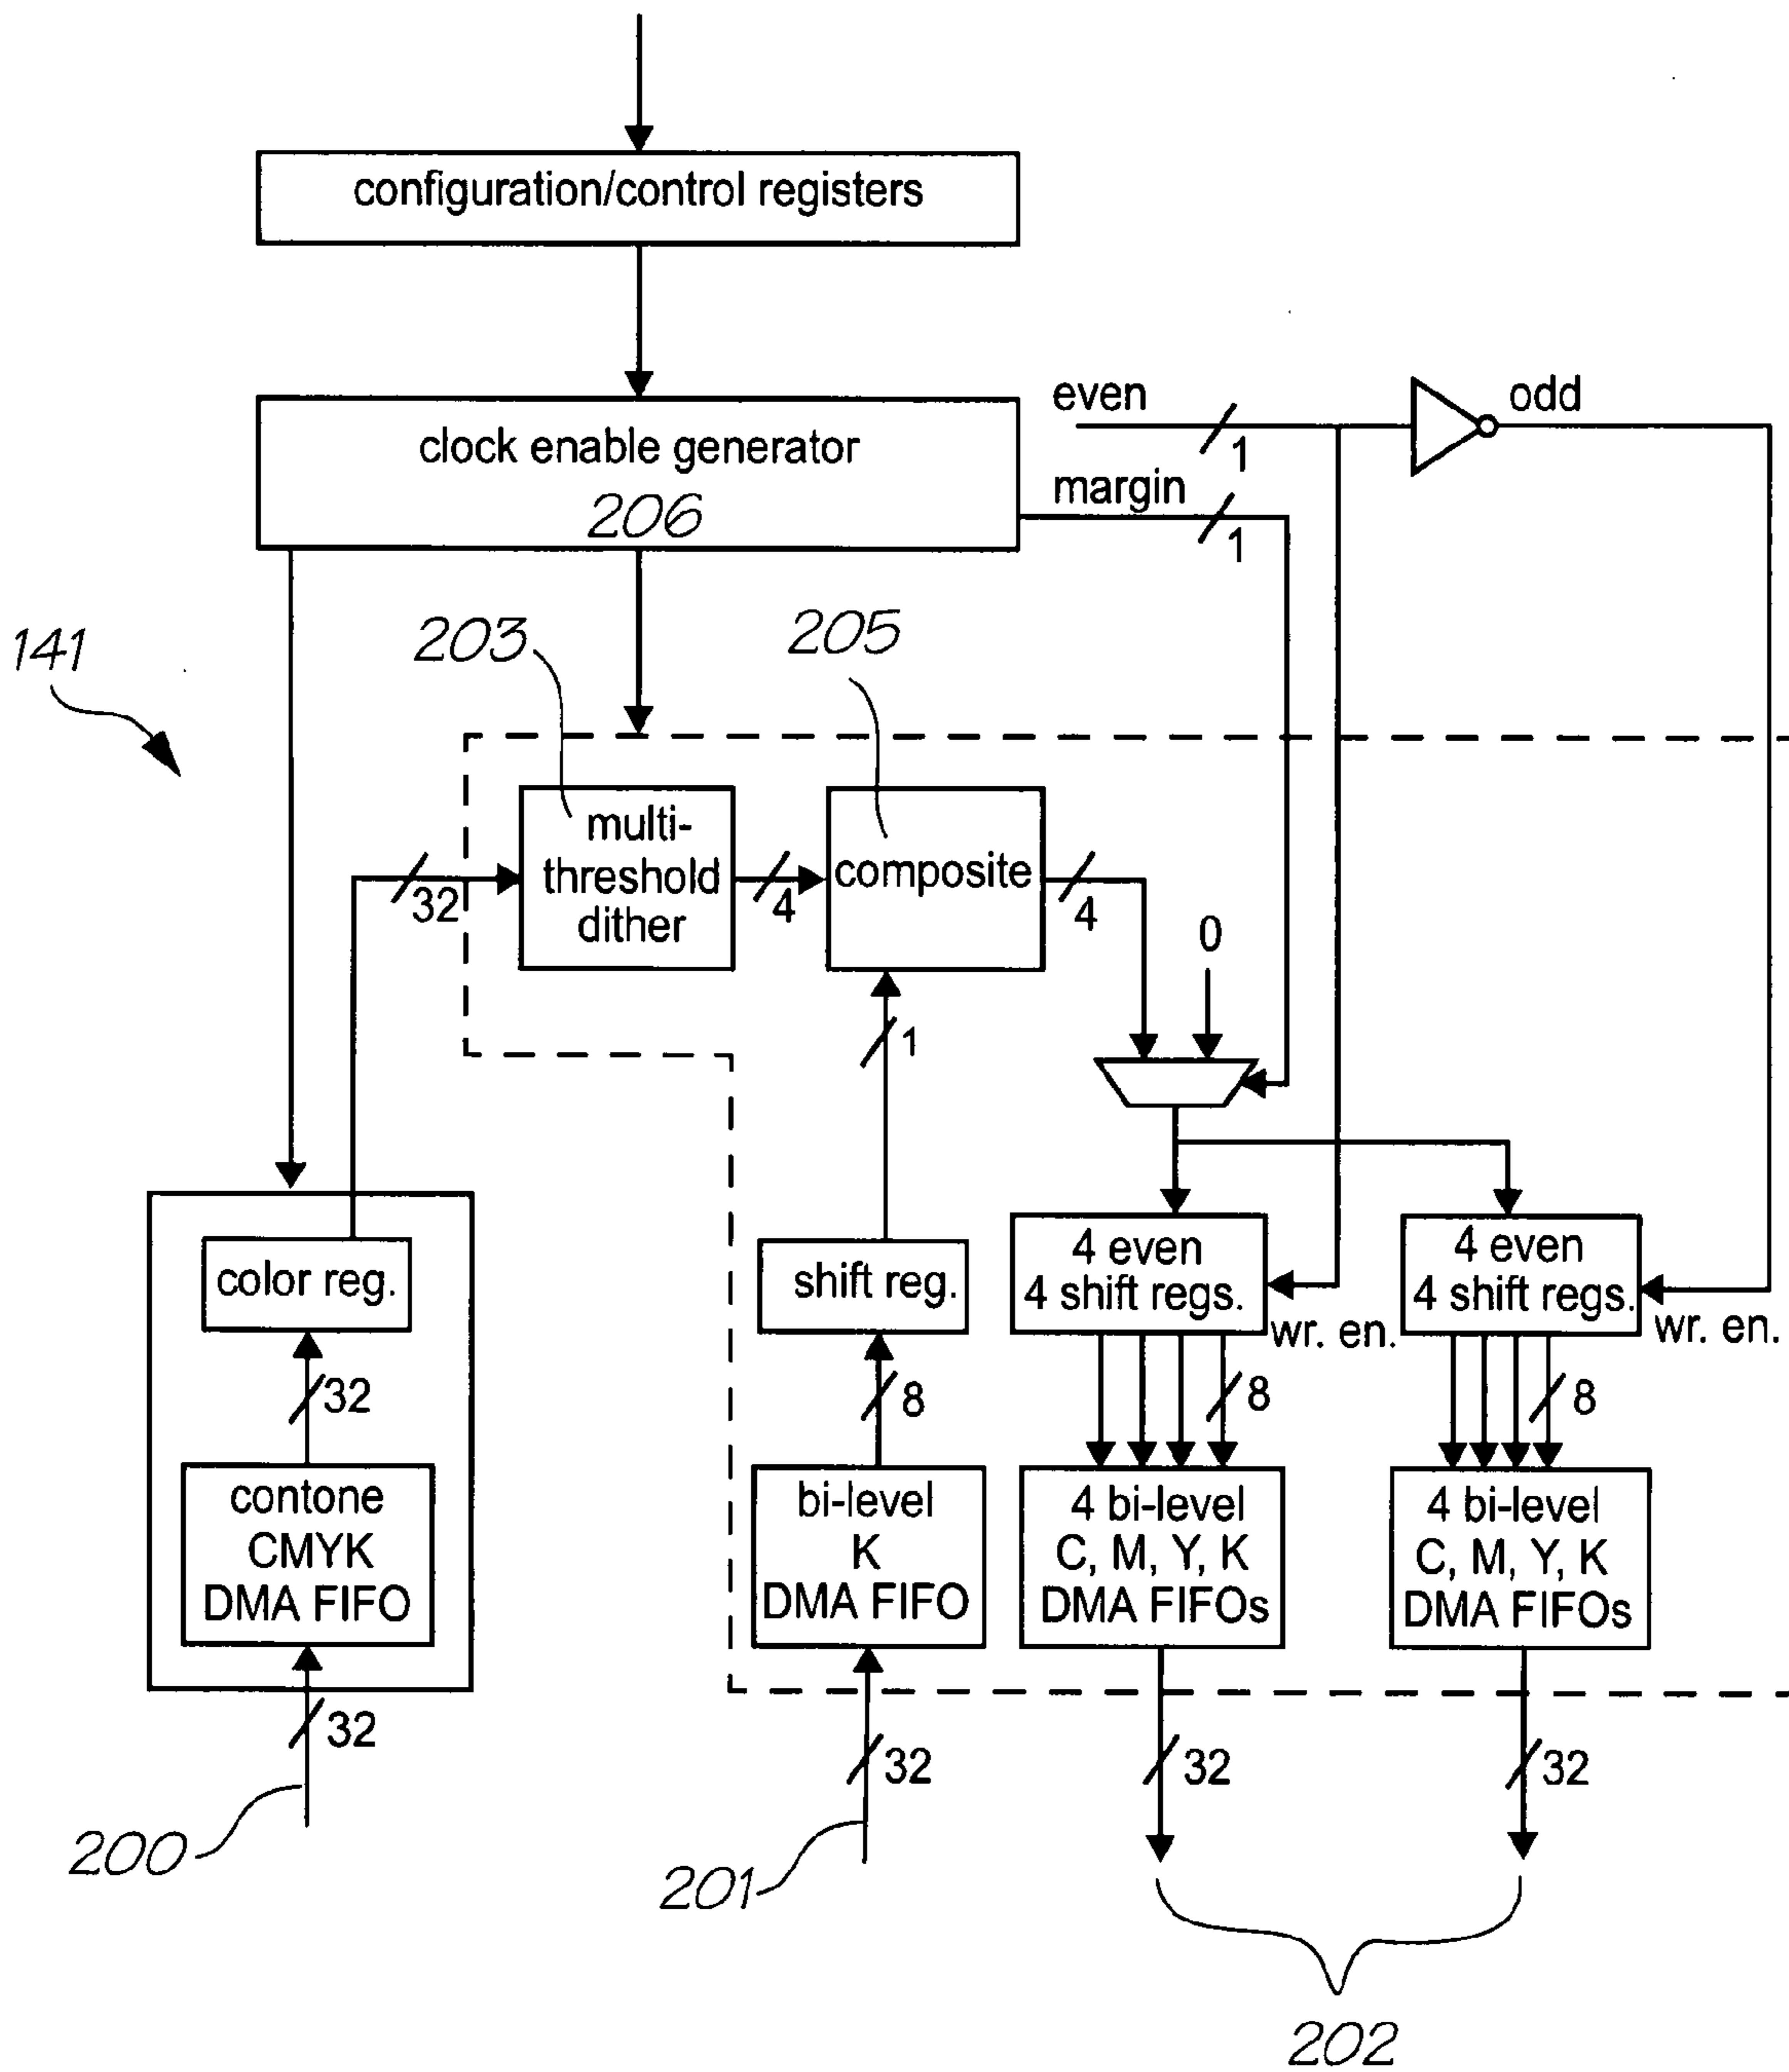 configuration/control registers
clock enable generator
206
even
1
odd
margin
1
141
203
205
multi-
threshold
dither
32
4
composite
4
0
1
color reg.
32
contone
CMYK
DMA FIFO
32
200
shift reg.
8
bi-level
K
DMA FIFO
32
201
4 even
4 shift regs.
wr. en.
8
4 bi-level
C, M, Y, K
DMA FIFOs
32
4 even
4 shift regs.
wr. en.
8
4 bi-level
C, M, Y, K
DMA FIFOs
32
202